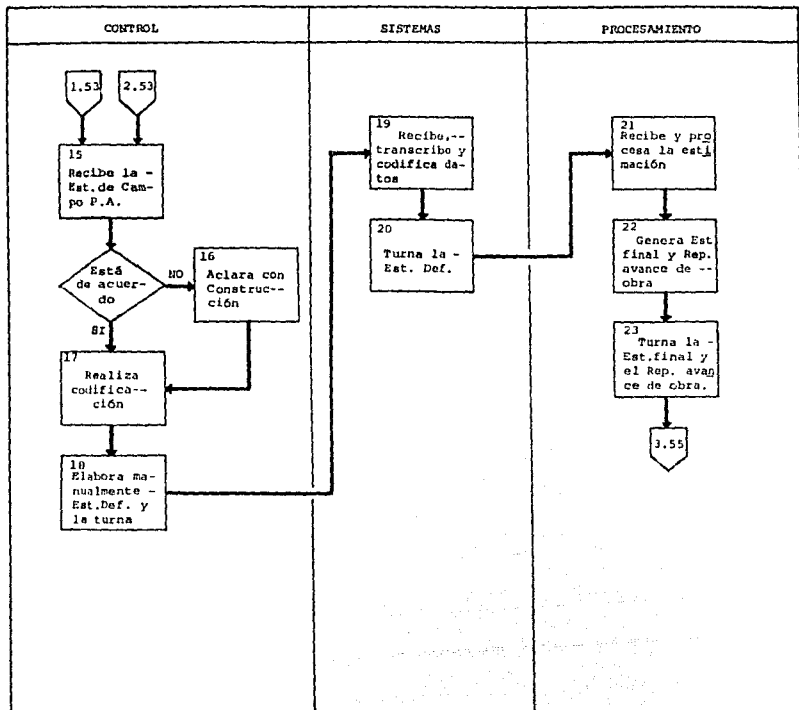 CONTROL
SISTEMAS
PROCESAMIENTO
1.53
2.53
15
Recibe la -
Est.de Cam-
po P.A.
Está
de acuer-
do
NO
SI
16
Aclara con
Construc--
ción
17
Realiza
codifica--
ción
18
Elabora ma-
nualmente -
Est.Def. y
la turna
19
Recibe,--
transcribe y
codifica da-
tos
20
Turna la -
Est. Def.
21
Recibe y pro
cesa la esti
mación
22
Genera Est
final y Rep.
avance de --
obra
23
Turna la -
Est.final y
el Rep. avan
ce de obra.
3.55